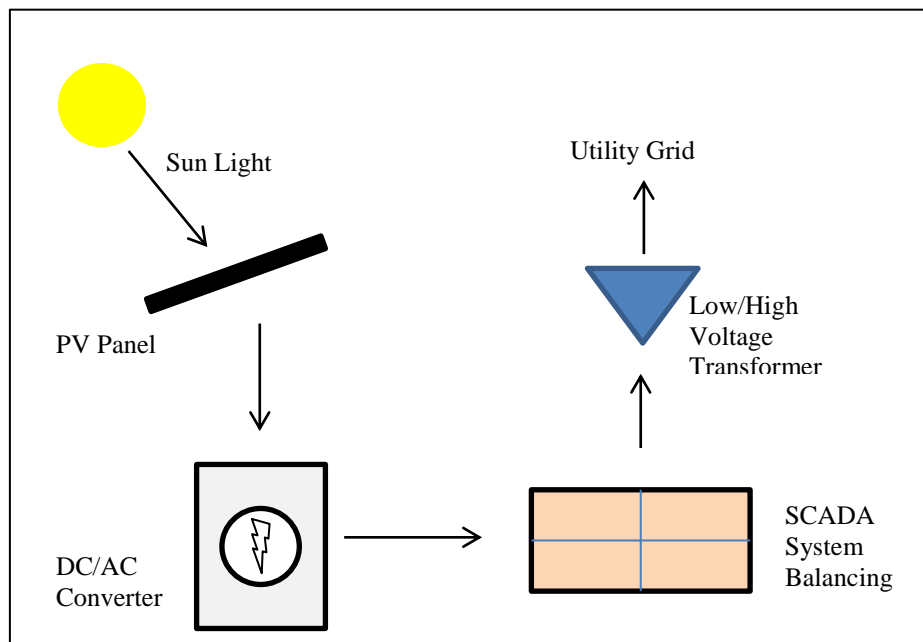 Sun Light
PV Panel
DC/AC
Converter
SCADA
System
Balancing
Low/High
Voltage
Transformer
Utility Grid